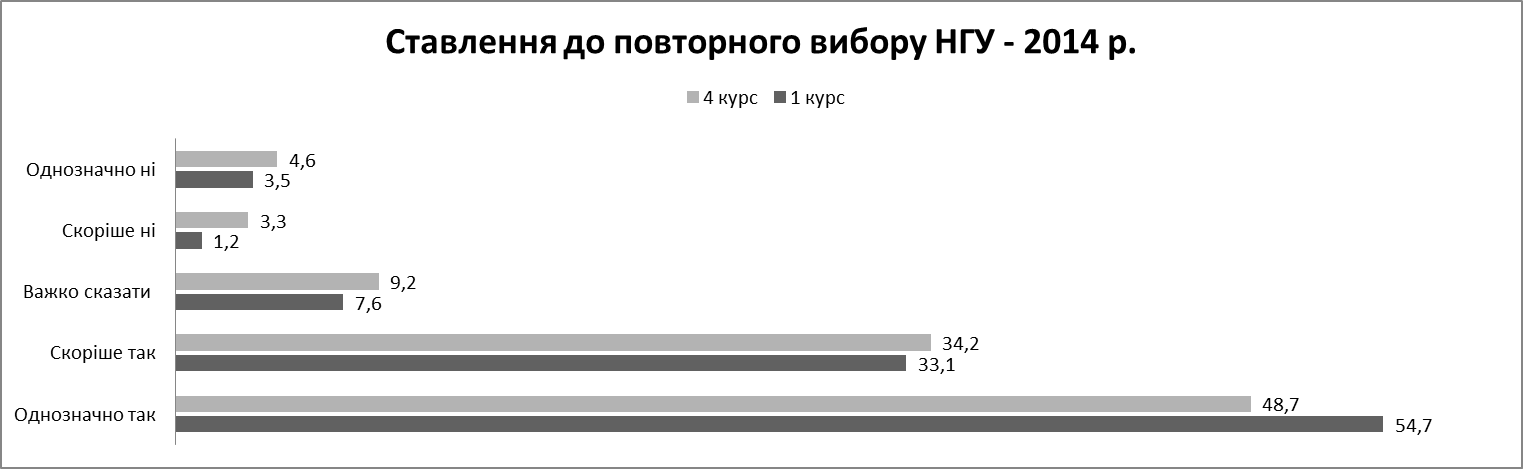 Ставлення до повторного вибору НГУ - 2014 р.
4 курс 1 курс
Однозначно ні 4,6
3,5
Скоріше ні 3,3
1,2
Важко сказати 9,2
7,6
Скоріше так 34,2
33,1
Однозначно так 48,7
54,7